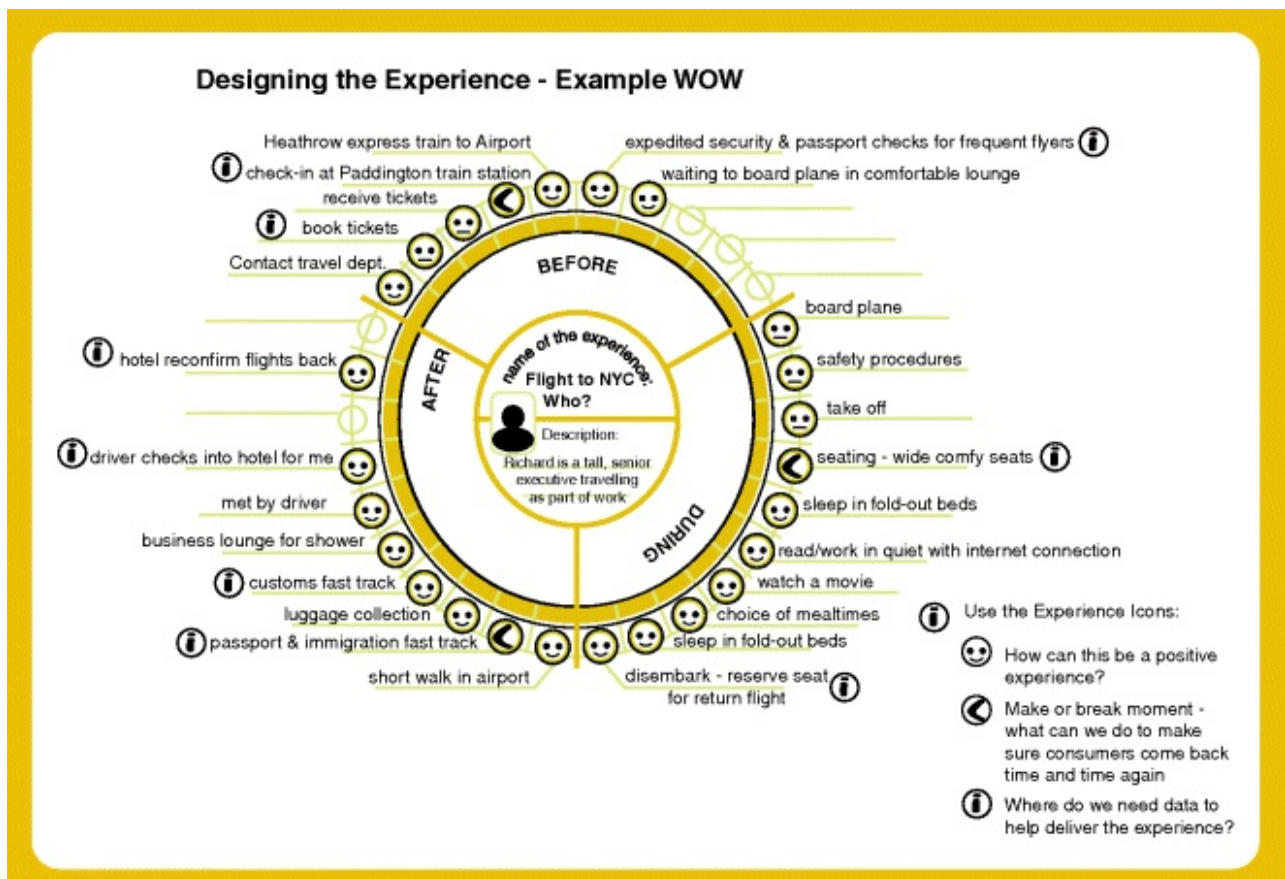 Designing the Experience - Example WOW
Heathrow express train to Airport
check-in at Paddington train station
receive tickets
book tickets
Contact travel dept.
expedited security & passport checks for frequent flyers
waiting to board plane in comfortable lounge
BEFORE
board plane
safety procedures
take off
seating - wide comfy seats
sleep in fold-out beds
read/work in quiet with internet connection
watch a movie
choice of mealtimes
sleep in fold-out beds
disembark - reserve seat
for return flight
DURING
AFTER
hotel reconfirm flights back
driver checks into hotel for me
met by driver
business lounge for shower
customs fast track
luggage collection
passport & immigration fast track
short walk in airport
name of the experience:
Flight to NYC
Who?
Description:
Richard is a tall, senior
executive travelling
as part of work
Use the Experience Icons:
How can this be a positive
experience?
Make or break moment -
what can we do to make
sure consumers come back
time and time again
Where do we need data to
help deliver the experience?